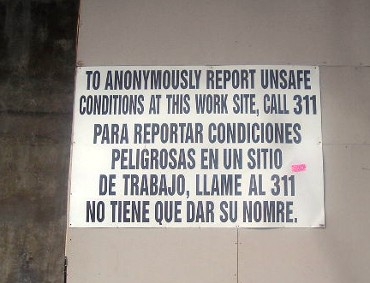 TO ANONYMOUSLY REPORT UNSAFE
CONDITIONS AT THIS WORK SITE, CALL 311
PARA REPORTAR CONDICIONES
PELIGROSAS EN UN SITIO
DE TRABAJO, LLAME AL 311
NO TIENE QUE DAR SU NOMRE.